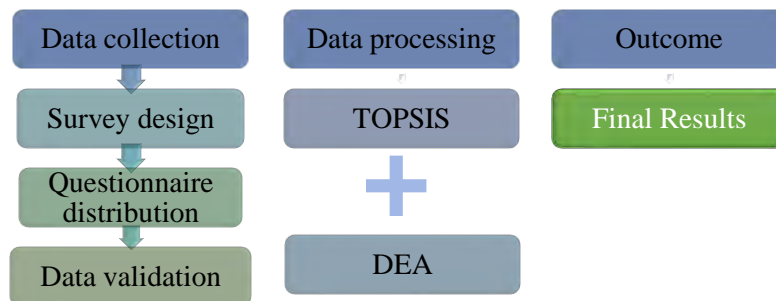 Data collection
Survey design
Questionnaire
distribution
Data validation
Data processing
TOPSIS
DEA
Outcome
Final Results